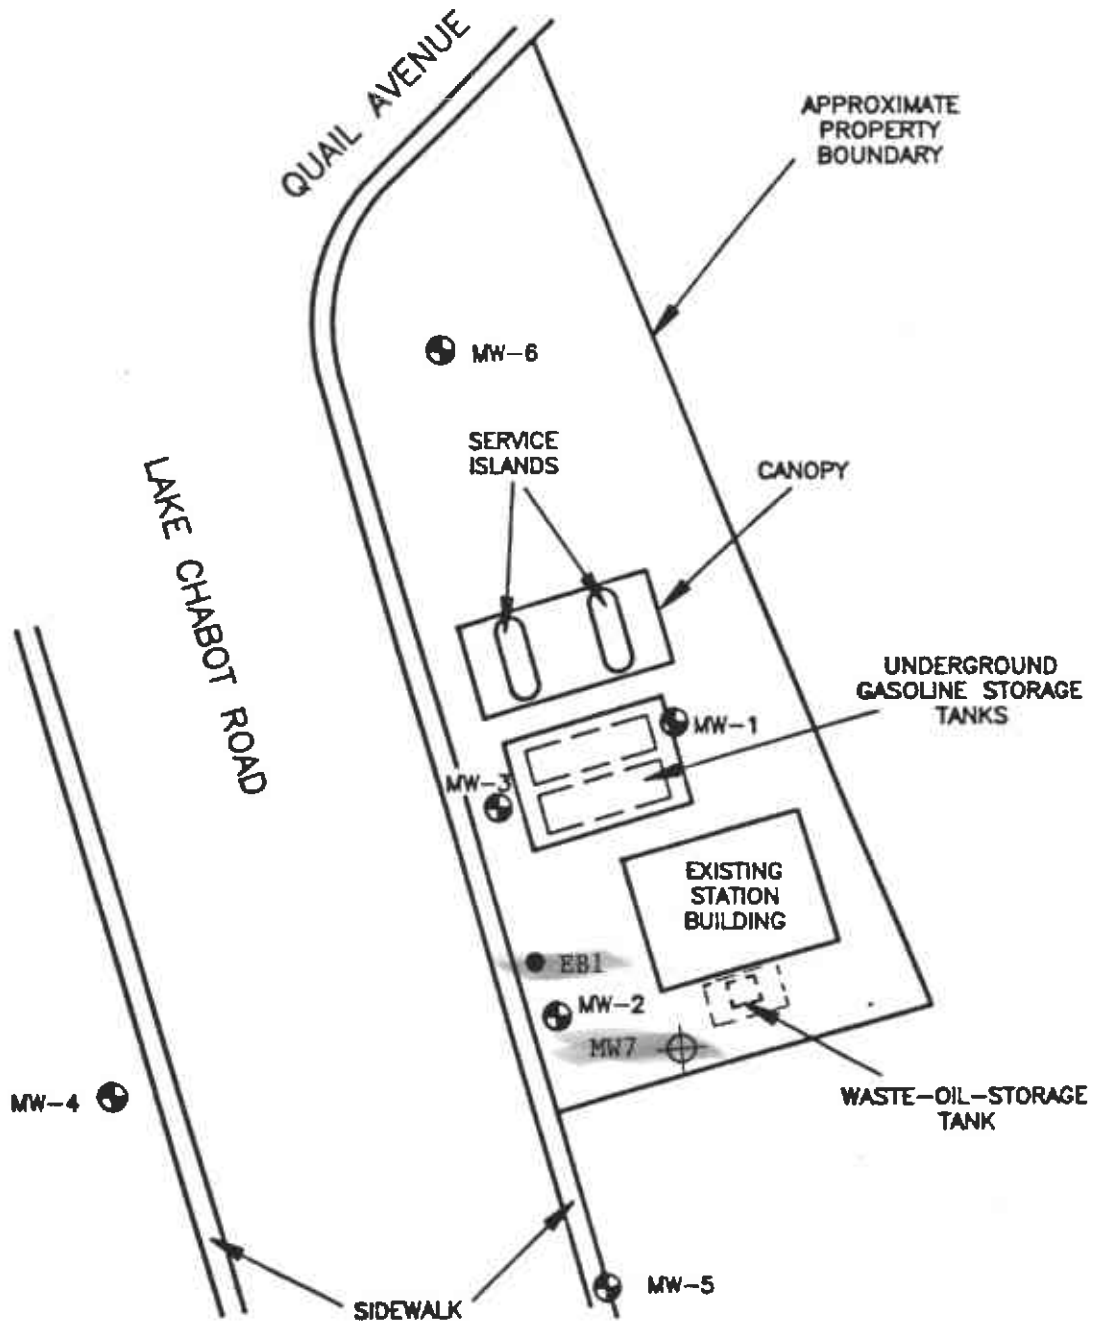 QUAIL AVENUE
APPROXIMATE
PROPERTY
BOUNDARY
MW-6
SERVICE
ISLANDS
CANOPY
LAKE CHABOT ROAD
UNDERGROUND
GASOLINE STORAGE
TANKS
MW-1
MW-3
EXISTING
STATION
BUILDING
EB1
MW-2
MW7
MW-4
WASTE-OIL-STORAGE
TANK
MW-5
SIDEWALK